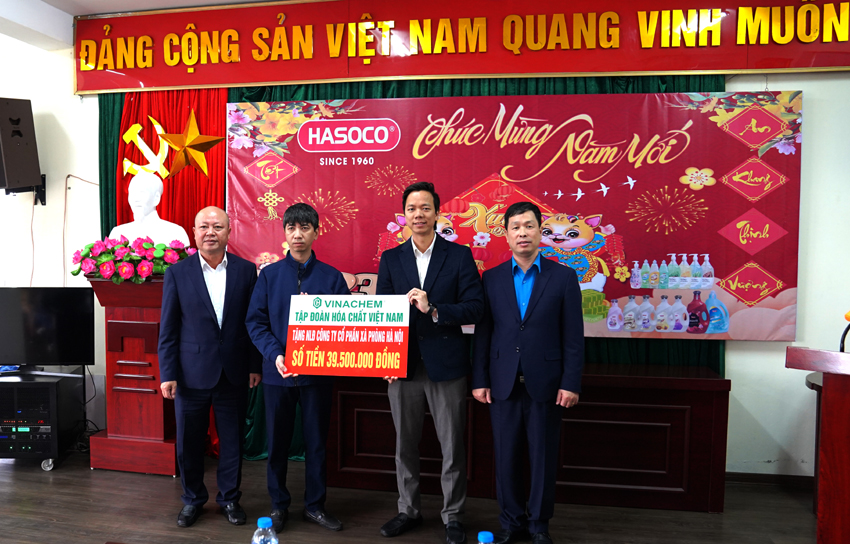 ĐẢNG CỘNG SẢN VIỆT NAM QUANG VINH MUÔN
HASOCO®
SINCE 1960
Chúc Mừng
Năm Mới
An
Khang
Thịnh
Vượng
Tết
VINACHEM
TẬP ĐOÀN HÓA CHẤT VIỆT NAM
TẶNG NLĐ CÔNG TY CỔ PHẦN XÀ PHÒNG HÀ NỘI
SỐ TIỀN 39.500.000 ĐỒNG